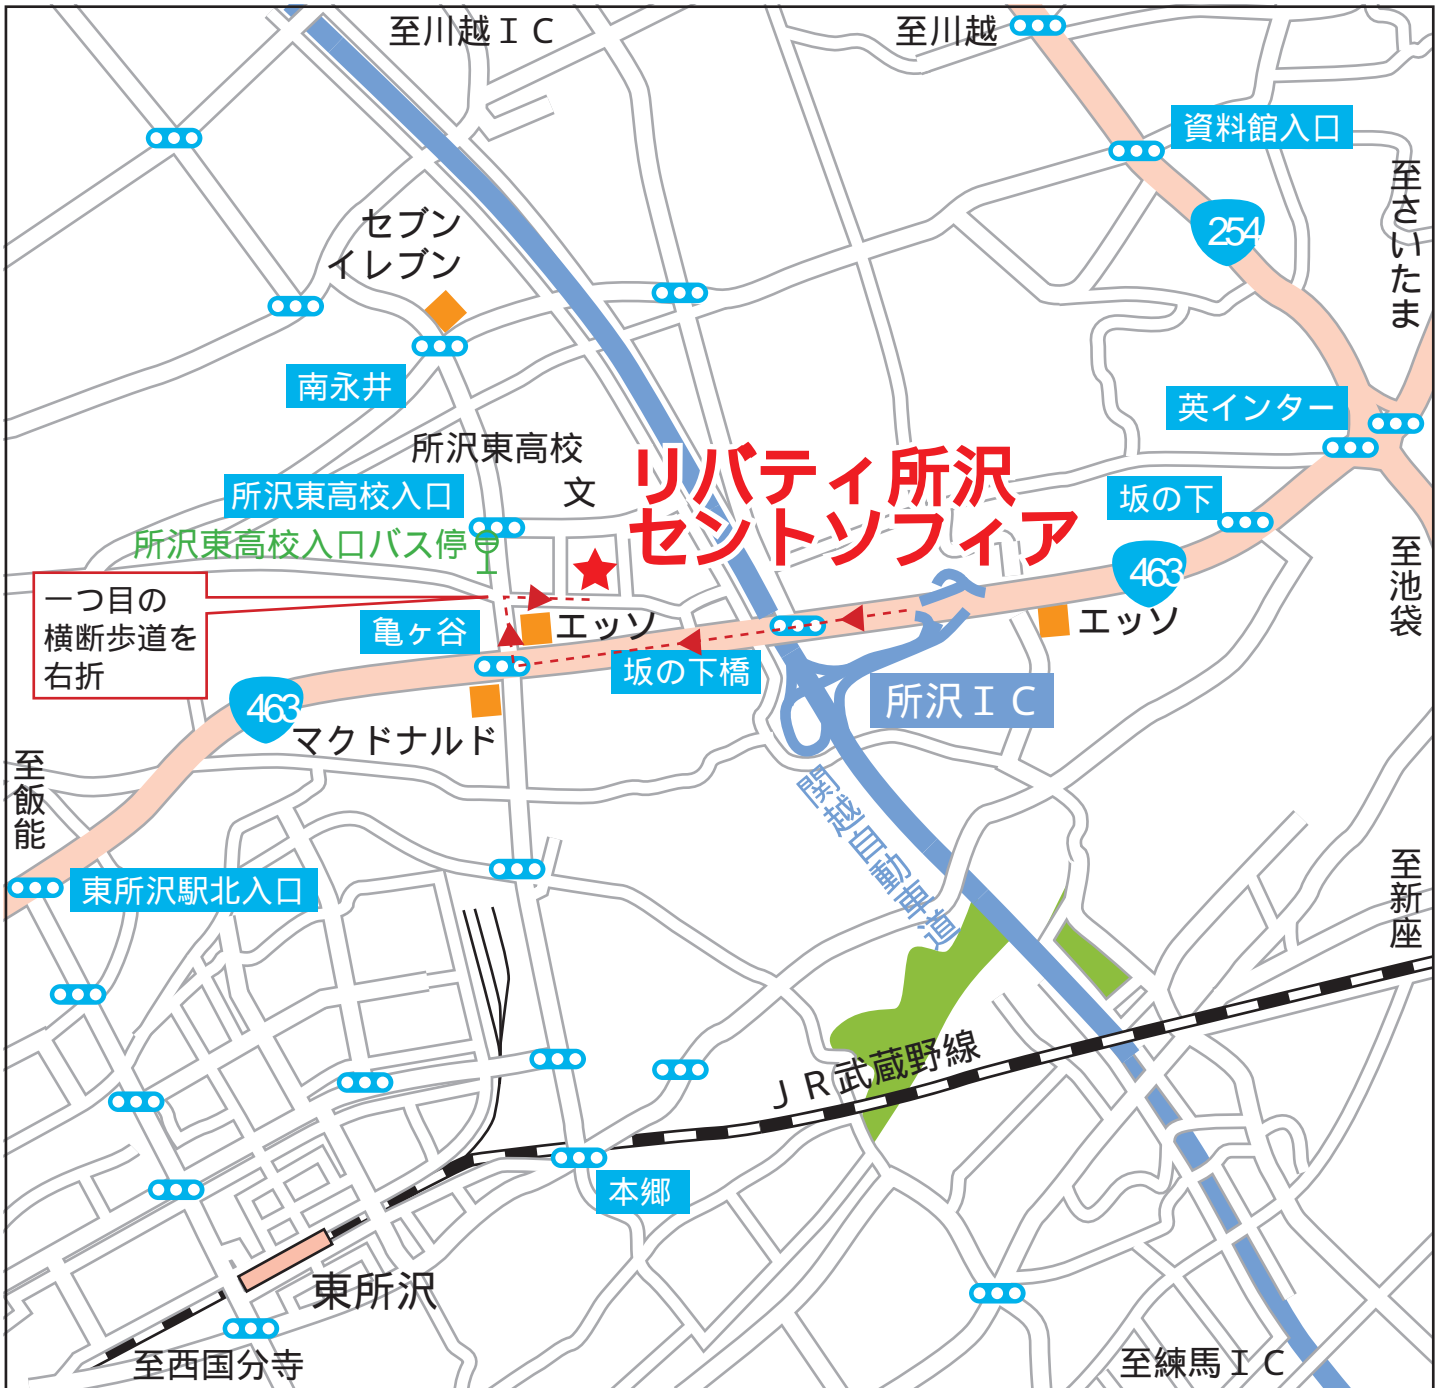 至川越ＩＣ
至川越
資料館入口
至さいたま
254
セブン
イレブン
南永井
英インター
所沢東高校
文
リバティ所沢
セントソフィア
所沢東高校入口
坂の下
所沢東高校入口バス停
463
至池袋
一つ目の
横断歩道を
右折
亀ヶ谷
エッソ
エッソ
坂の下橋
所沢ＩＣ
463
マクドナルド
至飯能
関越自動車道
東所沢駅北入口
至新座
ＪＲ武蔵野線
本郷
東所沢
至西国分寺
至練馬ＩＣ